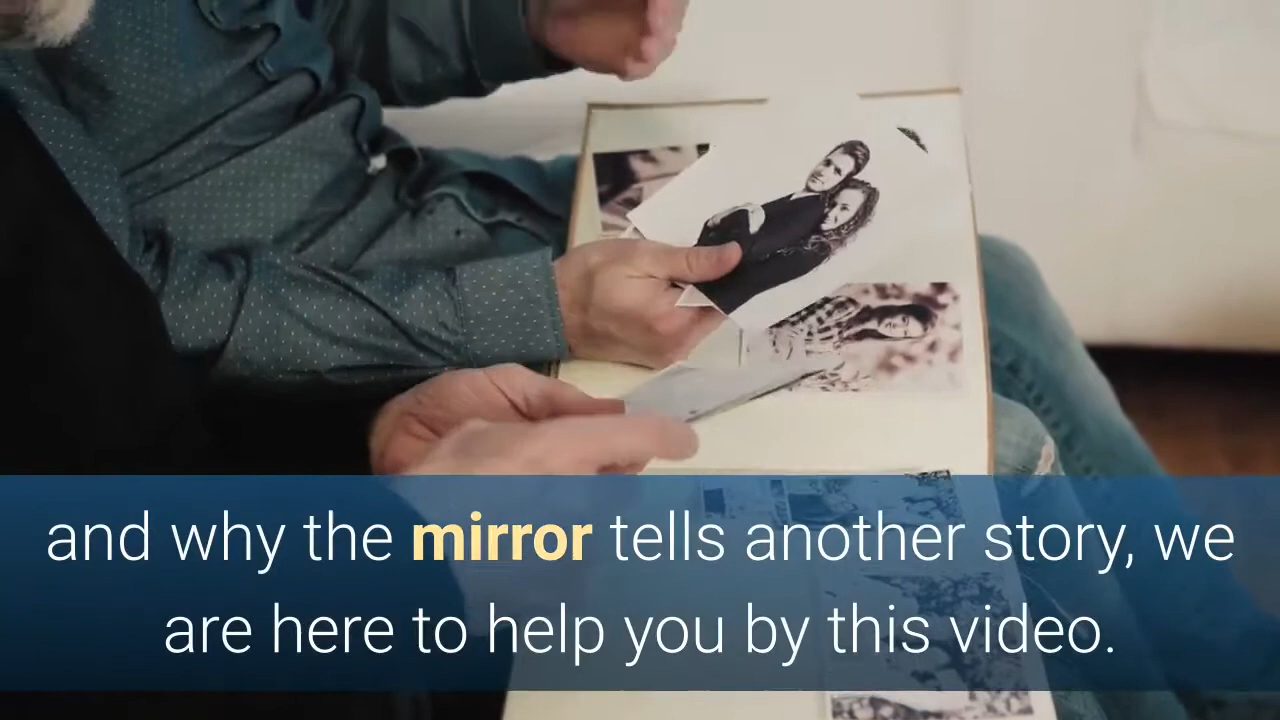 and why the mirror tells another story, we
are here to help you by this video.